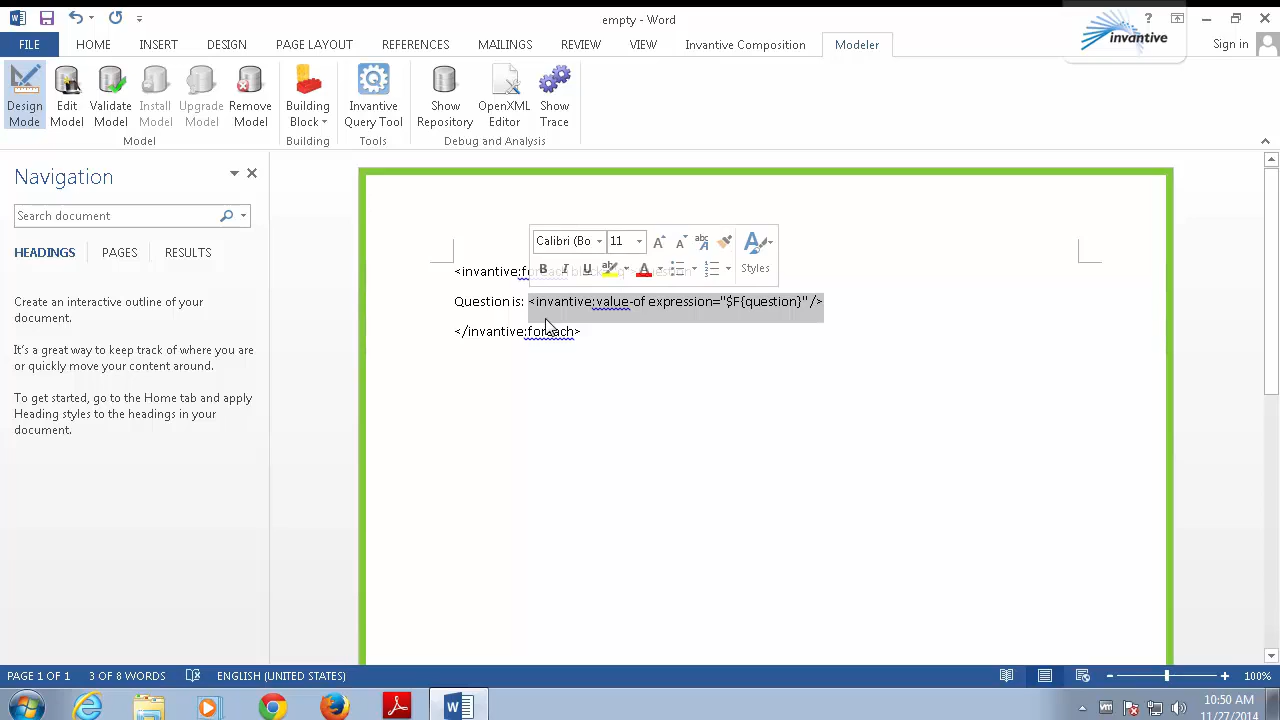 empty - Word
invantive
Sign in
FILE
HOME
INSERT
DESIGN
PAGE LAYOUT
CES
MAILINGS
REVIEW
VIEW
Invantive Composition
Modeler
Design Mode
Edit Model
Validate Model
Install Model
Upgrade Model
Remove Model
Building Block
Invantive Query Tool
Show Repository
OpenXML Editor
Show Trace
Model
Building
Tools
Debug and Analysis
Navigation
Search document
HEADINGS
PAGES
RESULTS
Create an interactive outline of your
document.
It's a great way to keep track of where you are
or quickly move your content around.
To get started, go to the Home tab and apply
Heading styles to the headings in your
document.
Calibri (Bo
11
Styles
<invantive:foreach
Question is: <invantive:value-of expression="$F{question}"/>
</invantive:foreach>
PAGE 1 OF 1
3 OF 8 WORDS
ENGLISH (UNITED STATES)
100%
10:50 AM
11/27/2014